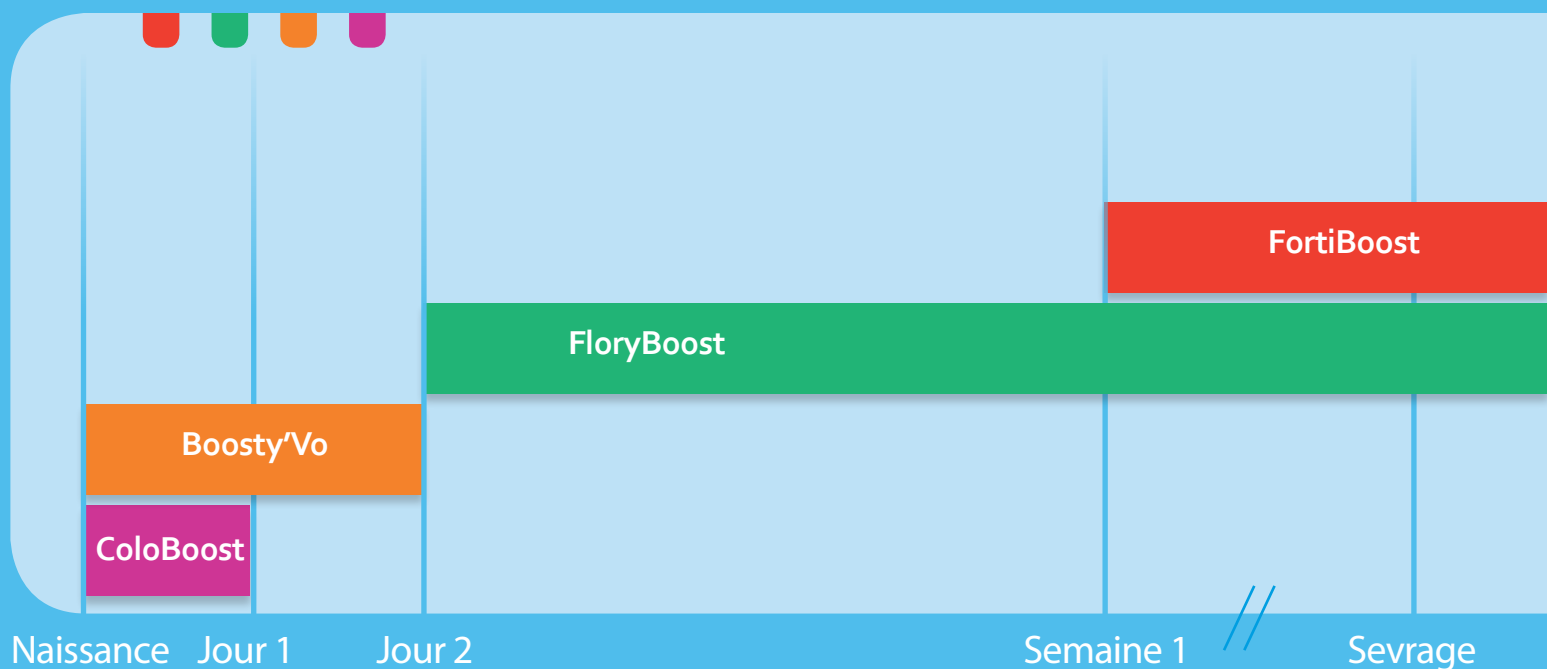 FortiBoost
FloryBoost
Boosty’Vo
ColoBoost
Naissance Jour 1 Jour 2 Semaine 1 Sevrage